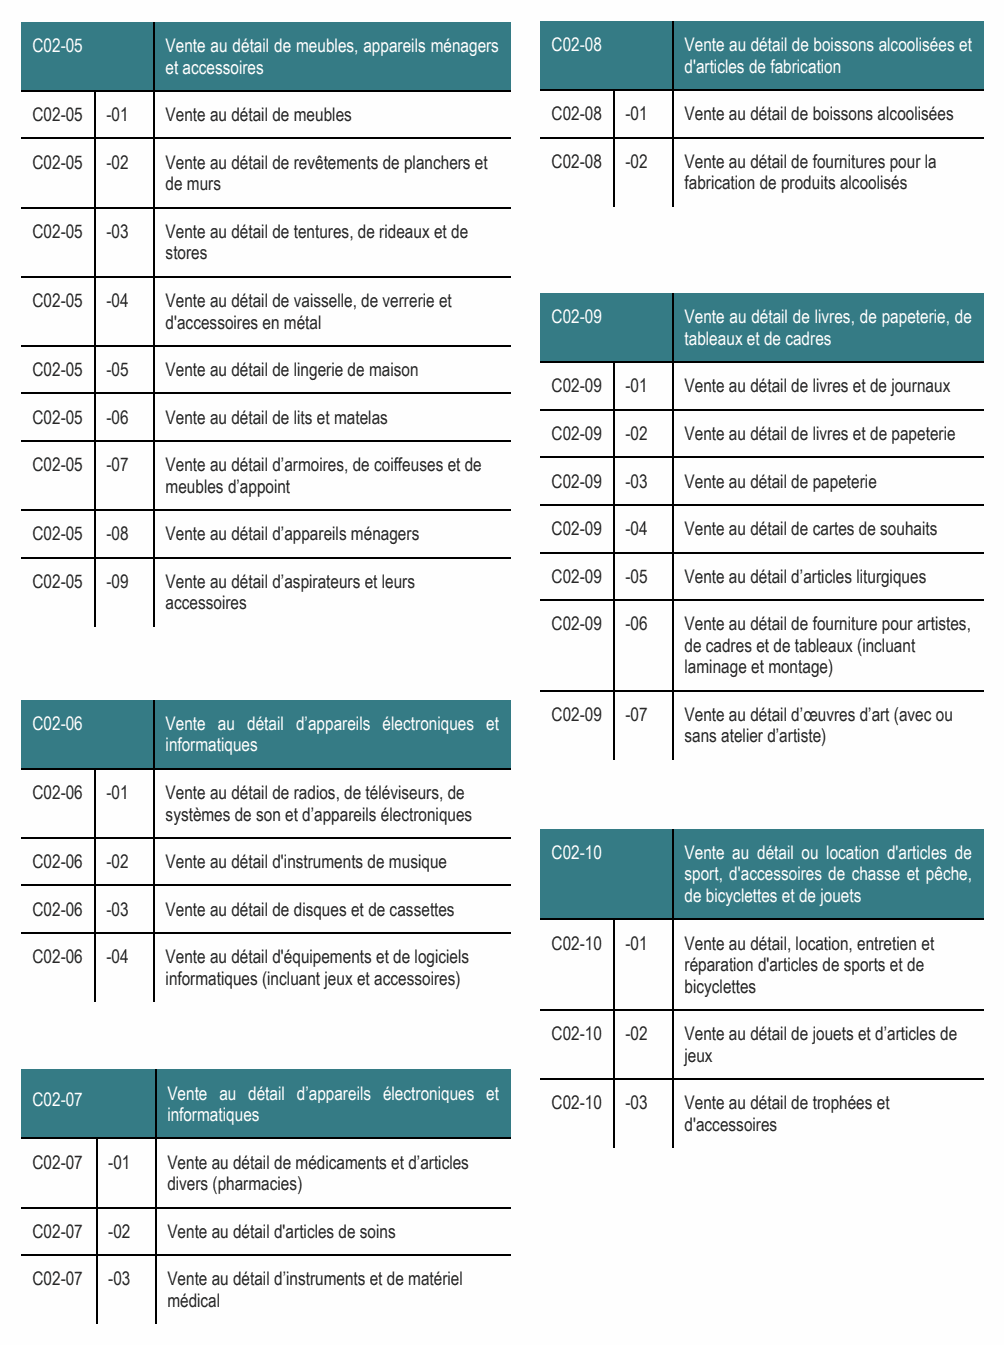 C02-05 Vente au détail de meubles, appareils ménagers
et accessoires
C02-05 -01 Vente au détail de meubles
C02-05 -02 Vente au détail de revêtements de planchers et
de murs
C02-05 -03 Vente au détail de tentures, de rideaux et de
stores
C02-05 -04 Vente au détail de vaisselle, de verrerie et
d'accessoires en métal
C02-05 -05 Vente au détail de lingerie de maison
C02-05 -06 Vente au détail de lits et matelas
C02-05 -07 Vente au détail d’armoires, de coiffeuses et de
meubles d’appoint
C02-05 -08 Vente au détail d’appareils ménagers
C02-05 -09 Vente au détail d’aspirateurs et leurs
accessoires
C02-06 Vente au détail d’appareils électroniques et
informatiques
C02-06 -01 Vente au détail de radios, de téléviseurs, de
systèmes de son et d’appareils électroniques
C02-06 -02 Vente au détail d'instruments de musique
C02-06 -03 Vente au détail de disques et de cassettes
C02-06 -04 Vente au détail d'équipements et de logiciels
informatiques (incluant jeux et accessoires)
C02-07 Vente au détail d’appareils électroniques et
informatiques
C02-07 -01 Vente au détail de médicaments et d’articles
divers (pharmacies)
C02-07 -02 Vente au détail d'articles de soins
C02-07 -03 Vente au détail d’instruments et de matériel
médical
C02-08 Vente au détail de boissons alcoolisées et
d'articles de fabrication
C02-08 -01 Vente au détail de boissons alcoolisées
C02-08 -02 Vente au détail de fournitures pour la
fabrication de produits alcoolisés
C02-09 Vente au détail de livres, de papeterie, de
tableaux et de cadres
C02-09 -01 Vente au détail de livres et de journaux
C02-09 -02 Vente au détail de livres et de papeterie
C02-09 -03 Vente au détail de papeterie
C02-09 -04 Vente au détail de cartes de souhaits
C02-09 -05 Vente au détail d’articles liturgiques
C02-09 -06 Vente au détail de fourniture pour artistes,
de cadres et de tableaux (incluant
laminage et montage)
C02-09 -07 Vente au détail d’œuvres d’art (avec ou
sans atelier d’artiste)
C02-10 Vente au détail ou location d'articles de
sport, d'accessoires de chasse et pêche,
de bicyclettes et de jouets
C02-10 -01 Vente au détail, location, entretien et
réparation d'articles de sports et de
bicyclettes
C02-10 -02 Vente au détail de jouets et d’articles de
jeux
C02-10 -03 Vente au détail de trophées et
d'accessoires